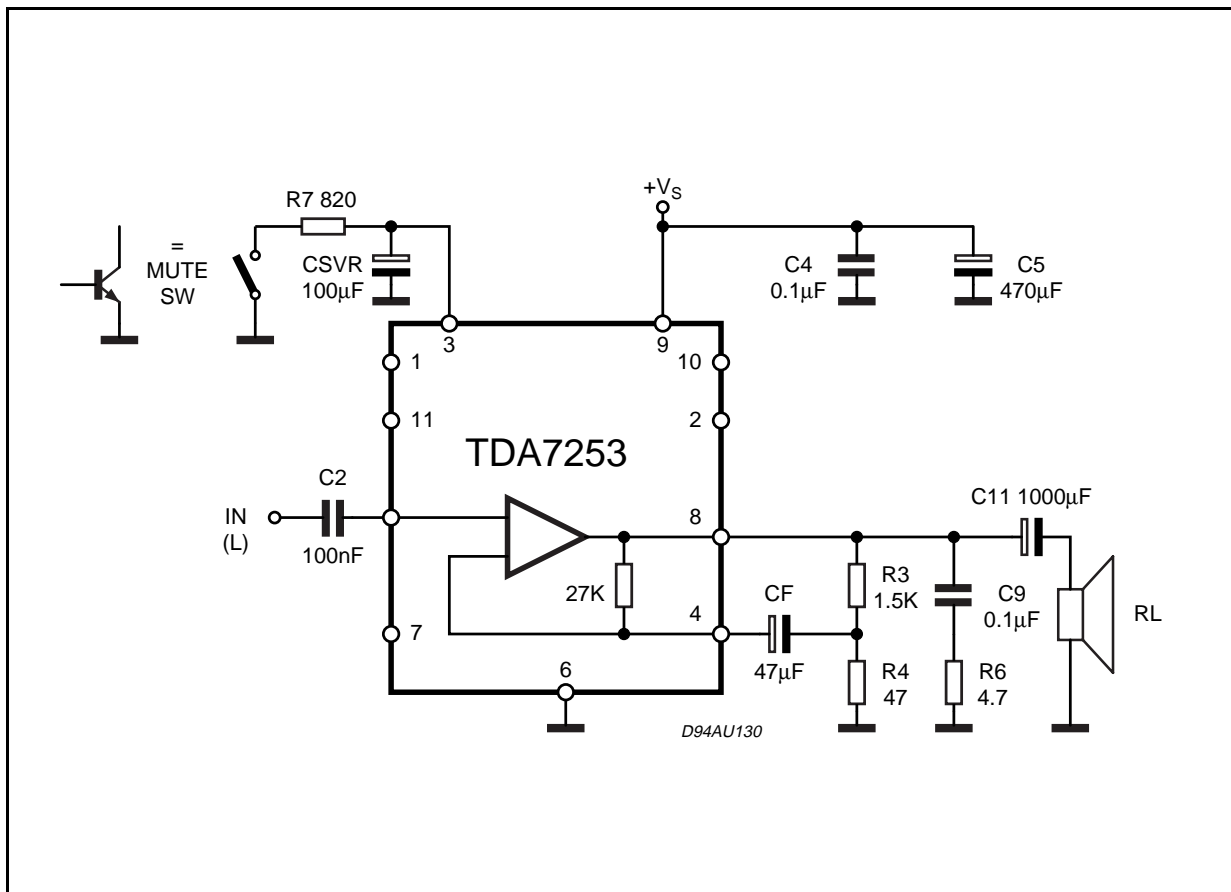 R7 820
=
MUTE
SW
CSVR
100µF
+VS
C4
0.1µF
C5
470µF
3
9
1
10
11
2
TDA7253
C2
IN
(L)
100nF
8
C11 1000µF
27K
R3
1.5K
C9
0.1µF
RL
7
4
CF
47µF
R4
47
R6
4.7
6
D94AU130